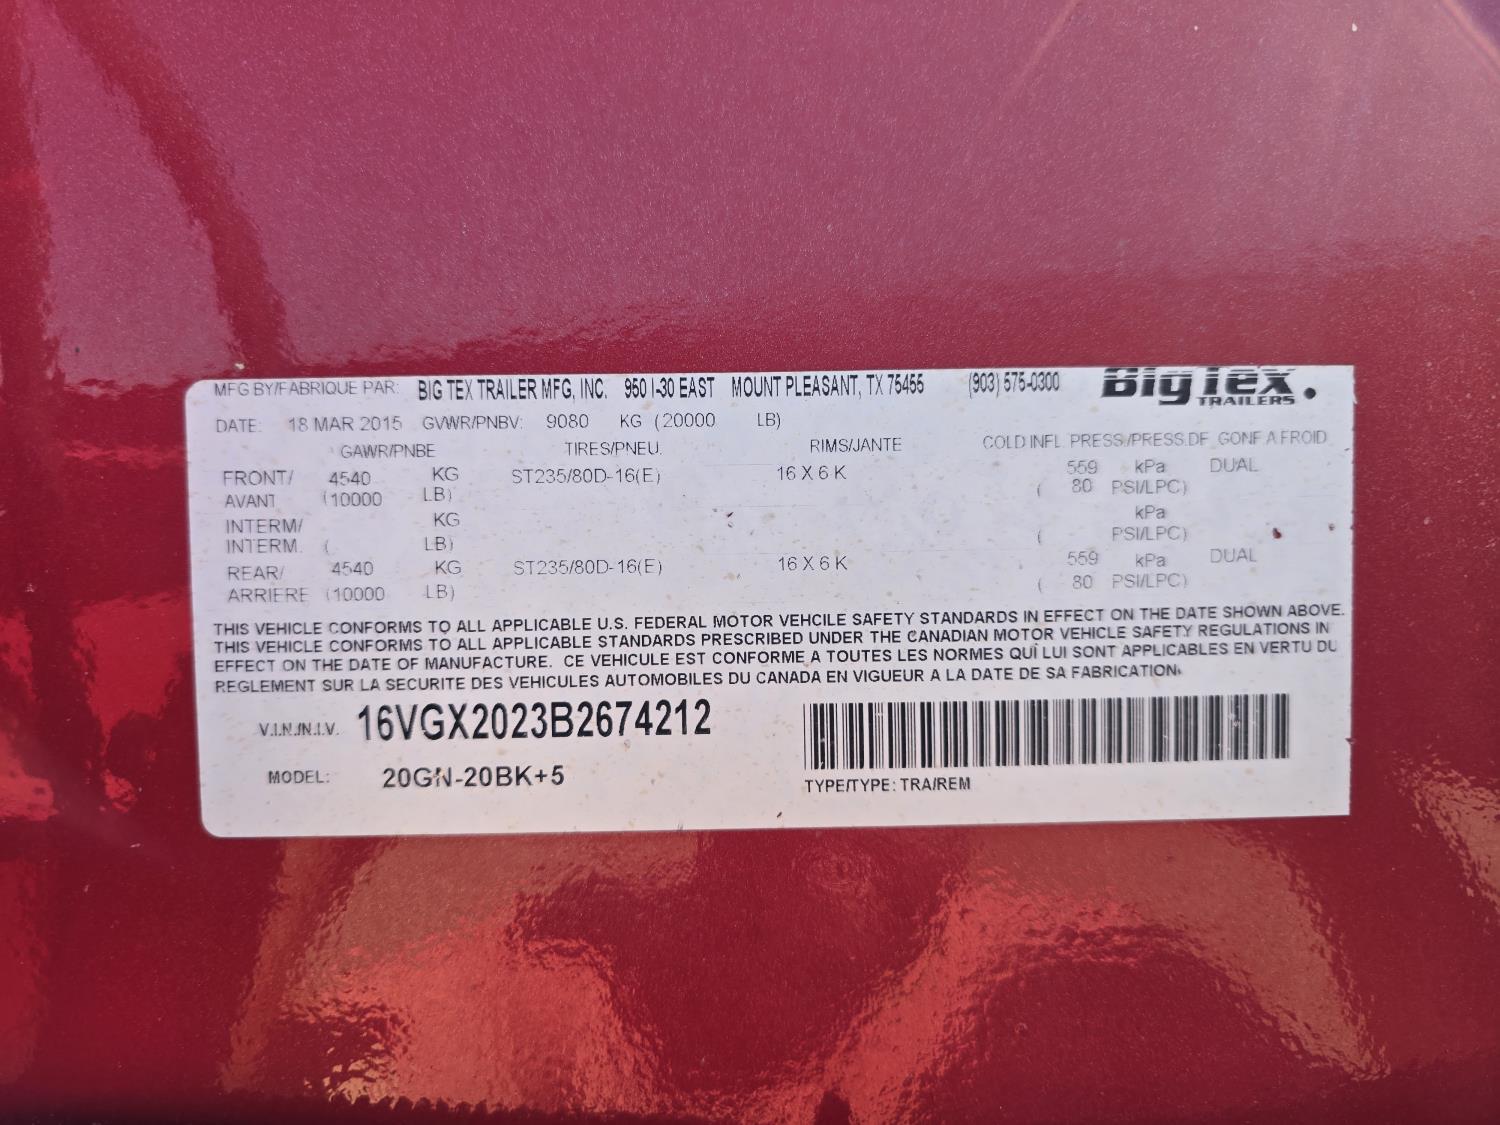 MFG BY/FABRIQUE PAR: BIG TEX TRAILER MFG, INC. 950 I-30 EAST MOUNT PLEASANT, TX 75455 (903) 575-0300 Big Tex TRAILERS
DATE: 18 MAR 2015 GVWR/PNBV: 9080 KG (20000 LB)
GAWR/PNBE TIRES/PNEU. RIMS/JANTE COLD INFL PRESS/PRESS.DE GONF A FROID
FRONT/ 4540 KG ST235/80D-16(E) 16 X 6 K 559 kPa DUAL
AVANT (10000 LB) ( 80 PSI/LPC)
INTERM/ KG kPa
INTERM. ( LB) ( PSI/LPC)
REAR/ 4540 KG ST235/80D-16(E) 16 X 6 K 559 kPa DUAL
ARRIERE (10000 LB) ( 80 PSI/LPC)
THIS VEHICLE CONFORMS TO ALL APPLICABLE U.S. FEDERAL MOTOR VEHCILE SAFETY STANDARDS IN EFFECT ON THE DATE SHOWN ABOVE.
THIS VEHICLE CONFORMS TO ALL APPLICABLE STANDARDS PRESCRIBED UNDER THE CANADIAN MOTOR VEHICLE SAFETY REGULATIONS IN
EFFECT ON THE DATE OF MANUFACTURE. CE VEHICULE EST CONFORME A TOUTES LES NORMES QUI LUI SONT APPLICABLES EN VERTU DU
REGLEMENT SUR LA SECURITE DES VEHICULES AUTOMOBILES DU CANADA EN VIGUEUR A LA DATE DE SA FABRICATION.
V.I.N./N.I.V. 16VGX2023B2674212
MODEL: 20GN-20BK+5 TYPE/TYPE: TRA/REM